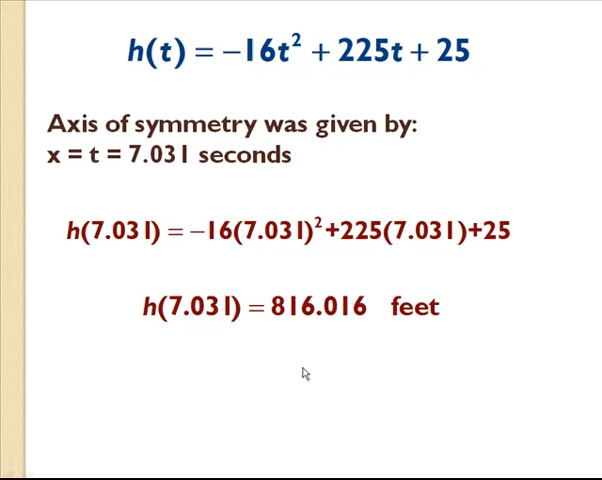 h(t) = −16t² + 225t + 25
Axis of symmetry was given by:
x = t = 7.031 seconds
h(7.031) = −16(7.031)²+225(7.031)+25
h(7.031) = 816.016 feet